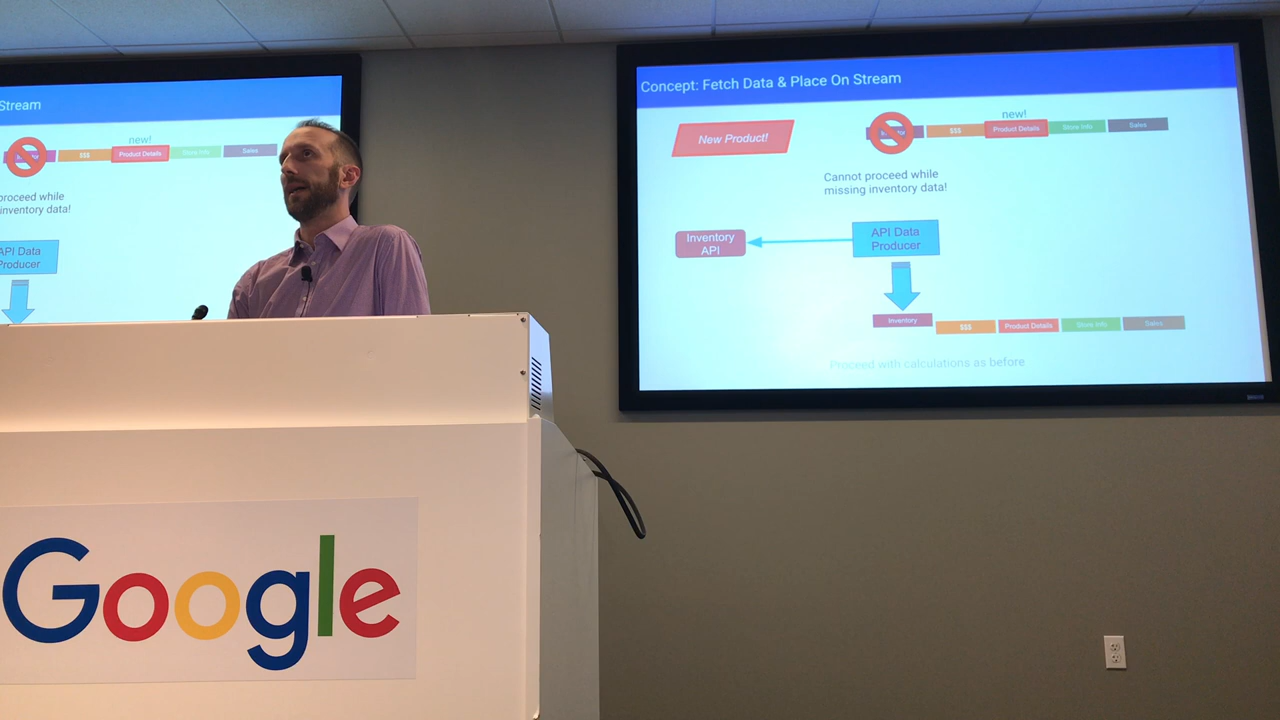 Stream
new!
$$$ Product Details Store Info Sales
proceed while
inventory data!
API Data
Producer
Google
Concept: Fetch Data & Place On Stream
New Product!
new!
$$$ Product Details Store Info Sales
Cannot proceed while
missing inventory data!
Inventory
API
API Data
Producer
Inventory $$$ Product Details Store Info Sales
Proceed with calculations as before